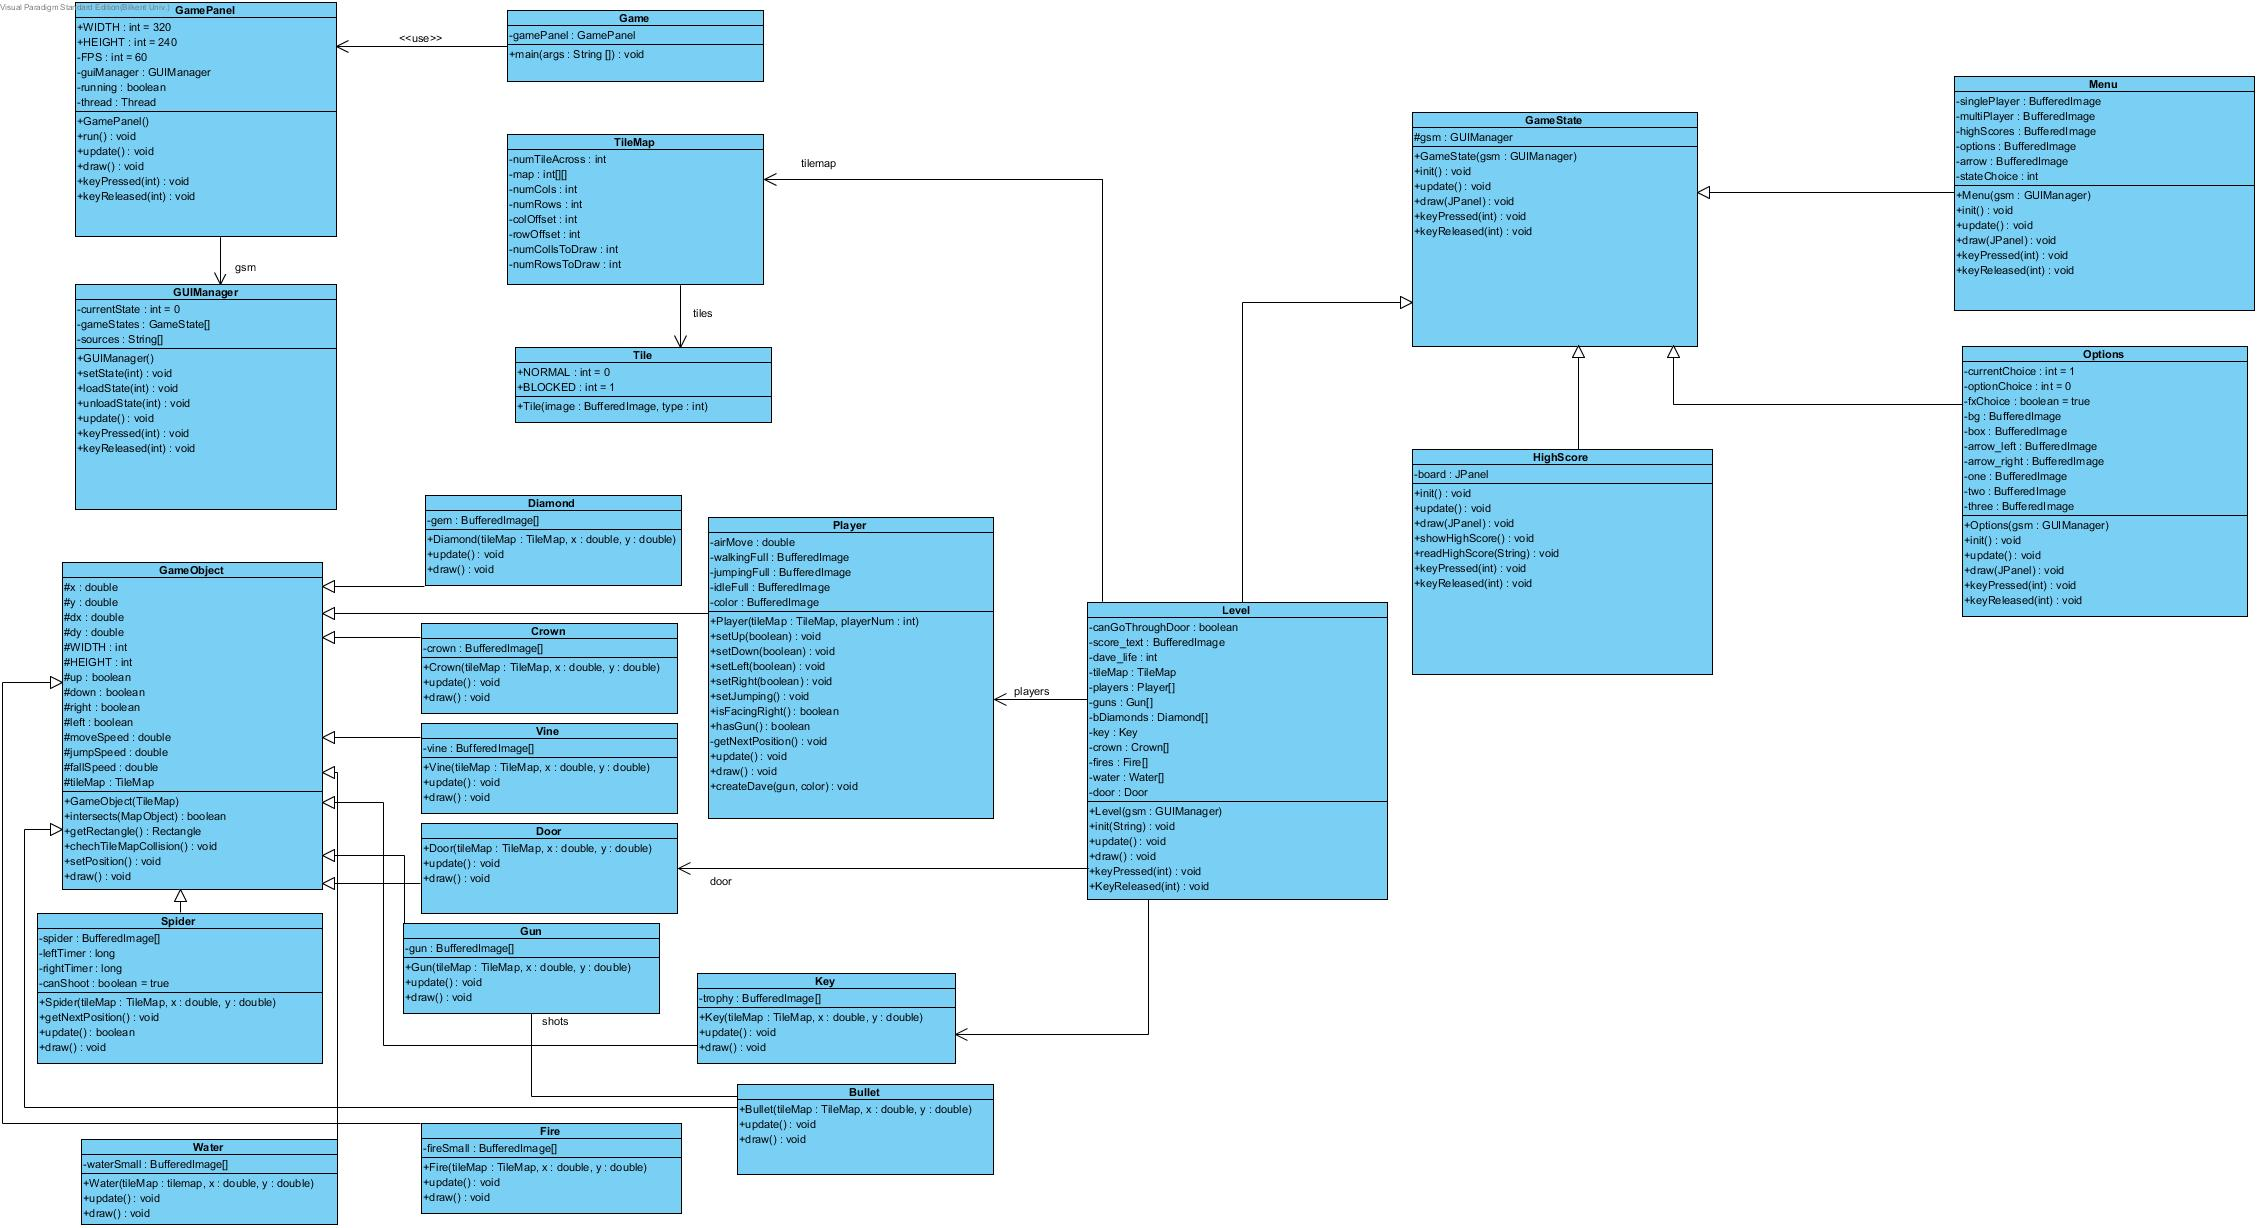 Visual Paradigm Standard Edition(Bilkent Univ.)
GamePanel
+WIDTH : int = 320
+HEIGHT : int = 240
-FPS : int = 60
-guiManager : GUIManager
-running : boolean
-thread : Thread
+GamePanel()
+run() : void
+update() : void
+draw() : void
+keyPressed(int) : void
+keyReleased(int) : void
<<use>>
Game
-gamePanel : GamePanel
+main(args : String []) : void
gsm
GUIManager
-currentState : int = 0
-gameStates : GameState[]
-sources : String[]
+GUIManager()
+setState(int) : void
+loadState(int) : void
+unloadState(int) : void
+update() : void
+keyPressed(int) : void
+keyReleased(int) : void
TileMap
-numTileAcross : int
-map : int[][]
-numCols : int
-numRows : int
-colOffset : int
-rowOffset : int
-numCollsToDraw : int
-numRowsToDraw : int
tilemap
tiles
Tile
+NORMAL : int = 0
+BLOCKED : int = 1
+Tile(image : BufferedImage, type : int)
GameState
#gsm : GUIManager
+GameState(gsm : GUIManager)
+init() : void
+update() : void
+draw(JPanel) : void
+keyPressed(int) : void
+keyReleased(int) : void
Menu
-singlePlayer : BufferedImage
-multiPlayer : BufferedImage
-highScores : BufferedImage
-options : BufferedImage
-arrow : BufferedImage
-stateChoice : int
+Menu(gsm : GUIManager)
+init() : void
+update() : void
+draw(JPanel) : void
+keyPressed(int) : void
+keyReleased(int) : void
Options
-currentChoice : int = 1
-optionChoice : int = 0
-fxChoice : boolean = true
-bg : BufferedImage
-box : BufferedImage
-arrow_left : BufferedImage
-arrow_right : BufferedImage
-one : BufferedImage
-two : BufferedImage
-three : BufferedImage
+Options(gsm : GUIManager)
+init() : void
+update() : void
+draw(JPanel) : void
+keyPressed(int) : void
+keyReleased(int) : void
HighScore
-board : JPanel
+init() : void
+update() : void
+draw(JPanel) : void
+showHighScore() : void
+readHighScore(String) : void
+keyPressed(int) : void
+keyReleased(int) : void
Diamond
-gem : BufferedImage[]
+Diamond(tileMap : TileMap, x : double, y : double)
+update() : void
+draw() : void
Player
-airMove : double
-walkingFull : BufferedImage
-jumpingFull : BufferedImage
-idleFull : BufferedImage
-color : BufferedImage
+Player(tileMap : TileMap, playerNum : int)
+setUp(boolean) : void
+setDown(boolean) : void
+setLeft(boolean) : void
+setRight(boolean) : void
+setJumping() : void
+isFacingRight() : boolean
+hasGun() : boolean
-getNextPosition() : void
+update() : void
+draw() : void
+createDave(gun, color) : void
GameObject
#x : double
#y : double
#dx : double
#dy : double
#WIDTH : int
#HEIGHT : int
#up : boolean
#down : boolean
#right : boolean
#left : boolean
#moveSpeed : double
#jumpSpeed : double
#fallSpeed : double
#tileMap : TileMap
+GameObject(TileMap)
+intersects(MapObject) : boolean
+getRectangle() : Rectangle
+chechTileMapCollision() : void
+setPosition() : void
+draw() : void
Crown
-crown : BufferedImage[]
+Crown(tileMap : TileMap, x : double, y : double)
+update() : void
+draw() : void
Vine
-vine : BufferedImage[]
+Vine(tileMap : TileMap, x : double, y : double)
+update() : void
+draw() : void
Door
+Door(tileMap : TileMap, x : double, y : double)
+update() : void
+draw() : void
players
door
Level
-canGoThroughDoor : boolean
-score_text : BufferedImage
-dave_life : int
-tileMap : TileMap
-players : Player[]
-guns : Gun[]
-bDiamonds : Diamond[]
-key : Key
-crown : Crown[]
-fires : Fire[]
-water : Water[]
-door : Door
+Level(gsm : GUIManager)
+init(String) : void
+update() : void
+draw() : void
+keyPressed(int) : void
+KeyReleased(int) : void
Spider
-spider : BufferedImage[]
-leftTimer : long
-rightTimer : long
-canShoot : boolean = true
+Spider(tileMap : TileMap, x : double, y : double)
+getNextPosition() : void
+update() : boolean
+draw() : void
Gun
-gun : BufferedImage[]
+Gun(tileMap : TileMap, x : double, y : double)
+update() : void
+draw() : void
shots
Key
-trophy : BufferedImage[]
+Key(tileMap : TileMap, x : double, y : double)
+update() : void
+draw() : void
Bullet
+Bullet(tileMap : TileMap, x : double, y : double)
+update() : void
+draw() : void
Water
-waterSmall : BufferedImage[]
+Water(tileMap : tilemap, x : double, y : double)
+update() : void
+draw() : void
Fire
-fireSmall : BufferedImage[]
+Fire(tileMap : TileMap, x : double, y : double)
+update() : void
+draw() : void